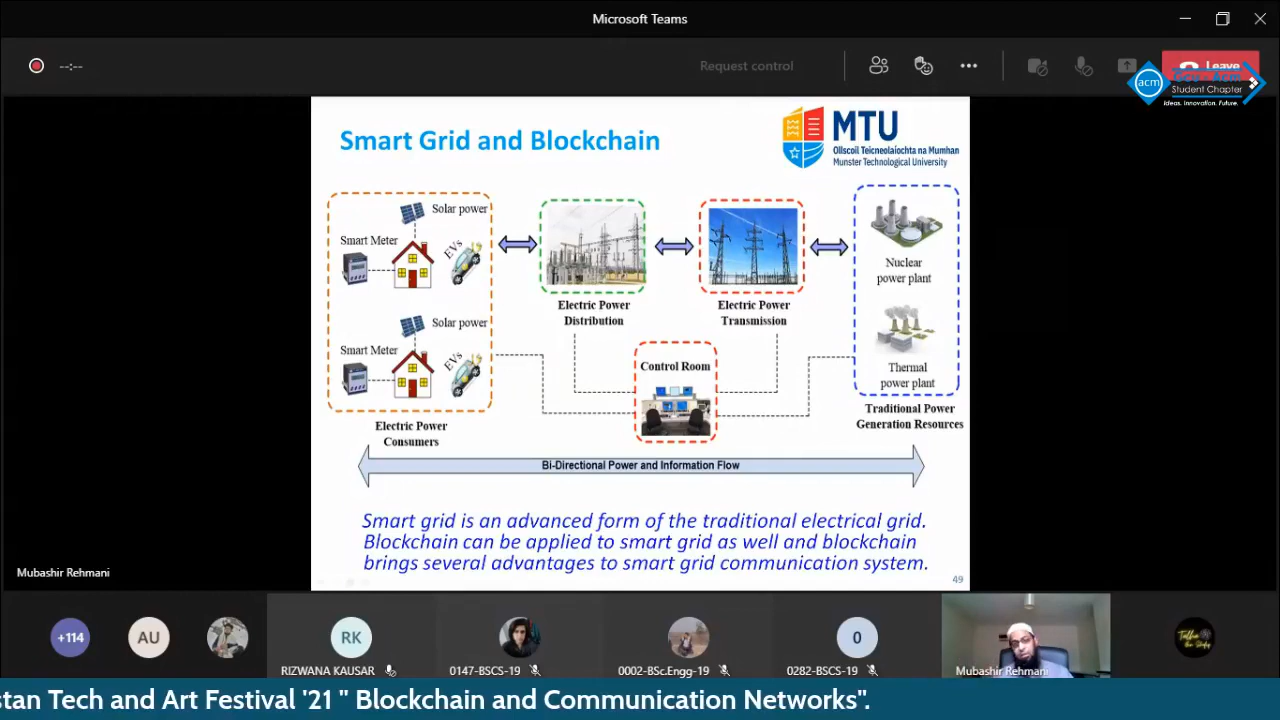 Microsoft Teams
--:--
Request control
Leave
acm
Student Chapter
Ideas. Innovation. Future.
Smart Grid and Blockchain
MTU
Ollscoil Teicneolaíochta na Mumhan
Munster Technological University
Solar power
Smart Meter
EVs
Solar power
Smart Meter
EVs
Electric Power
Consumers
Electric Power
Distribution
Electric Power
Transmission
Control Room
Nuclear
power plant
Thermal
power plant
Traditional Power
Generation Resources
Bi-Directional Power and Information Flow
Smart grid is an advanced form of the traditional electrical grid.
Blockchain can be applied to smart grid as well and blockchain
brings several advantages to smart grid communication system.
49
Mubashir Rehmani
+114
AU
RK
RIZWANA KAUSAR
0147-BSCS-19
0002-BSc.Engg-19
0
0282-BSCS-19
Mubashir Rehmani
stan Tech and Art Festival '21 " Blockchain and Communication Networks".